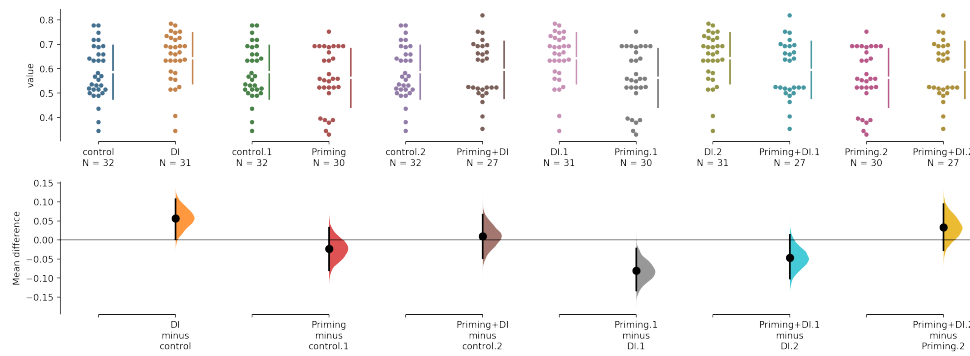 0.8
0.7
0.6
0.5
0.4
value
control
N = 32
DI
N = 31
control.1
N = 32
Priming
N = 30
control.2
N = 32
Priming+DI
N = 27
DI.1
N = 31
Priming.1
N = 30
DI.2
N = 31
Priming+DI.1
N = 27
Priming.2
N = 30
Priming+DI.2
N = 27
0.15
0.10
0.05
0.00
−0.05
−0.10
−0.15
Mean difference
DI
minus
control
Priming
minus
control.1
Priming+DI
minus
control.2
Priming.1
minus
DI.1
Priming+DI.1
minus
DI.2
Priming+DI.2
minus
Priming.2